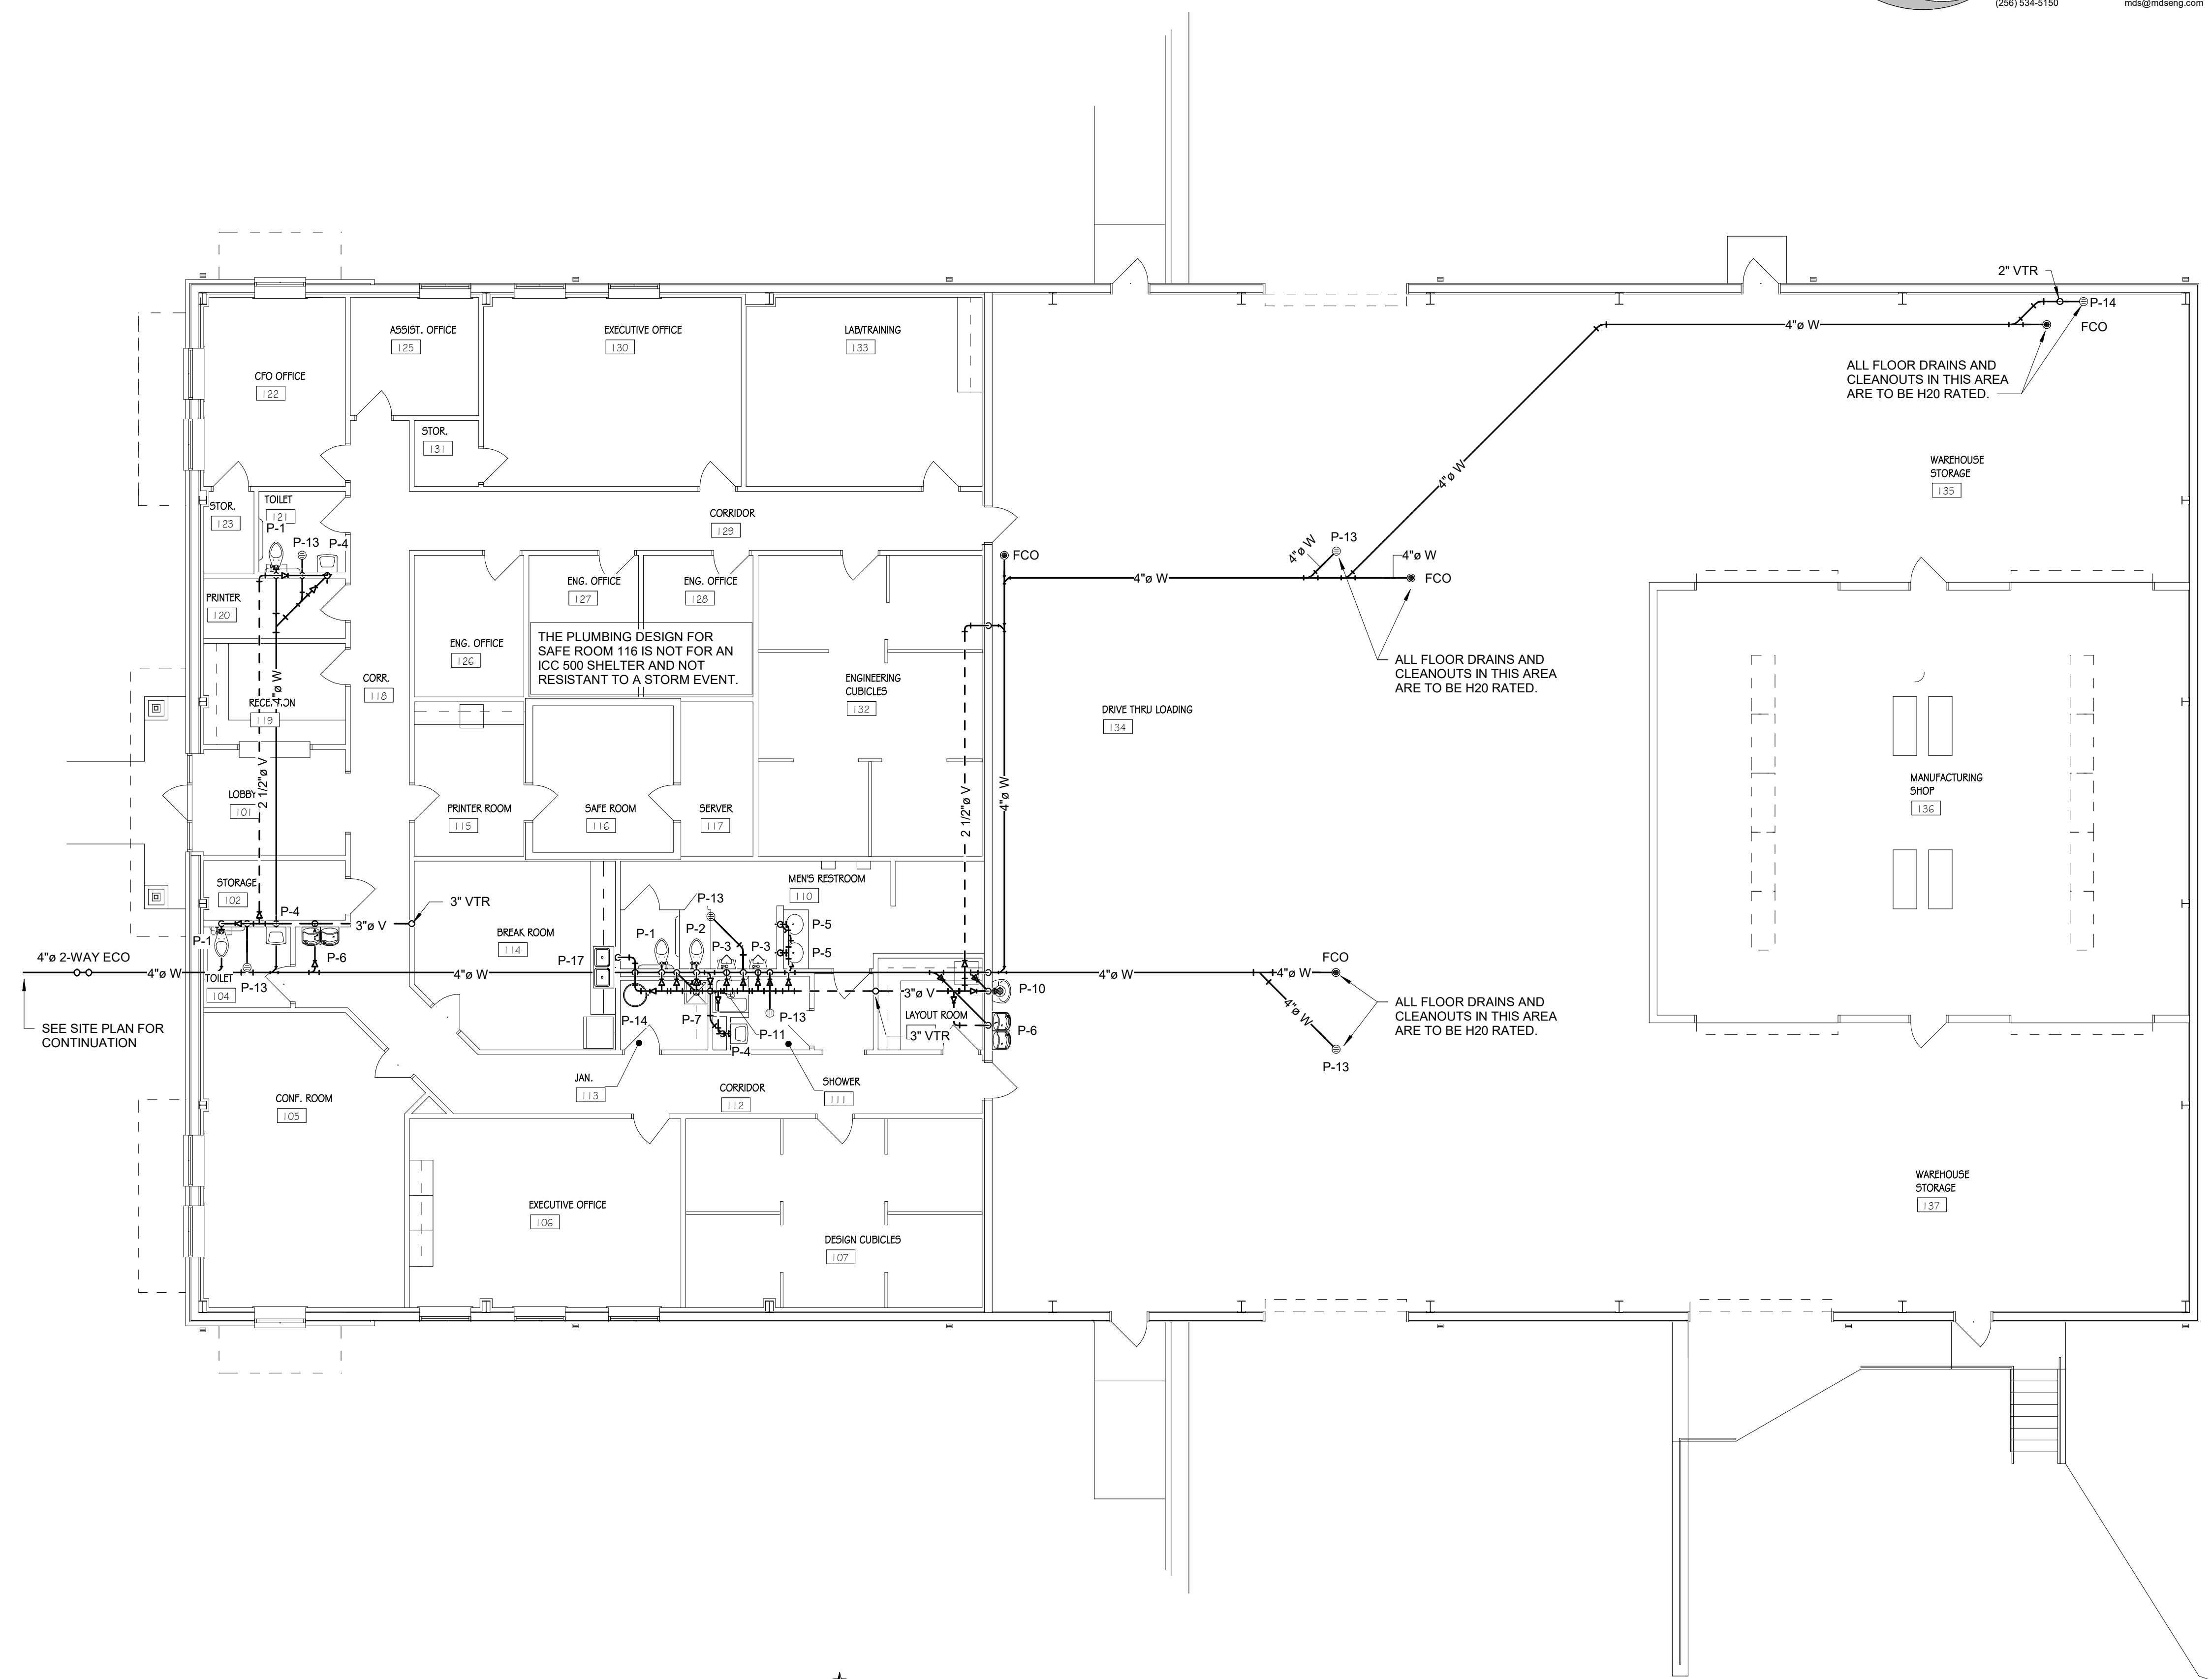 (256) 534-5150
mds@mdseng.com
2" VTR
P-14
4"ø W
FCO
ALL FLOOR DRAINS AND
CLEANOUTS IN THIS AREA
ARE TO BE H20 RATED.
ASSIST. OFFICE
125
EXECUTIVE OFFICE
130
LAB/TRAINING
133
CFO OFFICE
122
STOR.
131
WAREHOUSE
STORAGE
135
4"ø W
STOR.
123
TOILET
121
P-1
P-13
P-4
CORRIDOR
129
FCO
4"ø W
P-13
4"ø W
4"ø W
FCO
ENG. OFFICE
127
ENG. OFFICE
128
PRINTER
120
ENG. OFFICE
126
THE PLUMBING DESIGN FOR
SAFE ROOM 116 IS NOT FOR AN
ICC 500 SHELTER AND NOT
RESISTANT TO A STORM EVENT.
ALL FLOOR DRAINS AND
CLEANOUTS IN THIS AREA
ARE TO BE H20 RATED.
CORR.
118
4"ø W
119
ENGINEERING
CUBICLES
132
DRIVE THRU LOADING
134
LOBBY
101
2 1/2"ø V
PRINTER ROOM
115
SAFE ROOM
116
SERVER
117
2 1/2"ø V
4"ø W
MANUFACTURING
SHOP
136
STORAGE
102
P-4
3"ø V
3" VTR
BREAK ROOM
114
MEN'S RESTROOM
110
P-13
P-5
P-5
P-1
P-2
P-3
P-3
P-1
P-6
P-17
4"ø 2-WAY ECO
4"ø W
TOILET
104
P-13
4"ø W
4"ø W
4"ø W
FCO
P-10
3"ø V
4"ø W
ALL FLOOR DRAINS AND
CLEANOUTS IN THIS AREA
ARE TO BE H20 RATED.
SEE SITE PLAN FOR
CONTINUATION
P-14
P-7
P-11
P-13
P-4
LAYOUT ROOM
3" VTR
P-6
P-13
JAN.
113
CORRIDOR
112
SHOWER
111
CONF. ROOM
105
EXECUTIVE OFFICE
106
DESIGN CUBICLES
107
WAREHOUSE
STORAGE
137